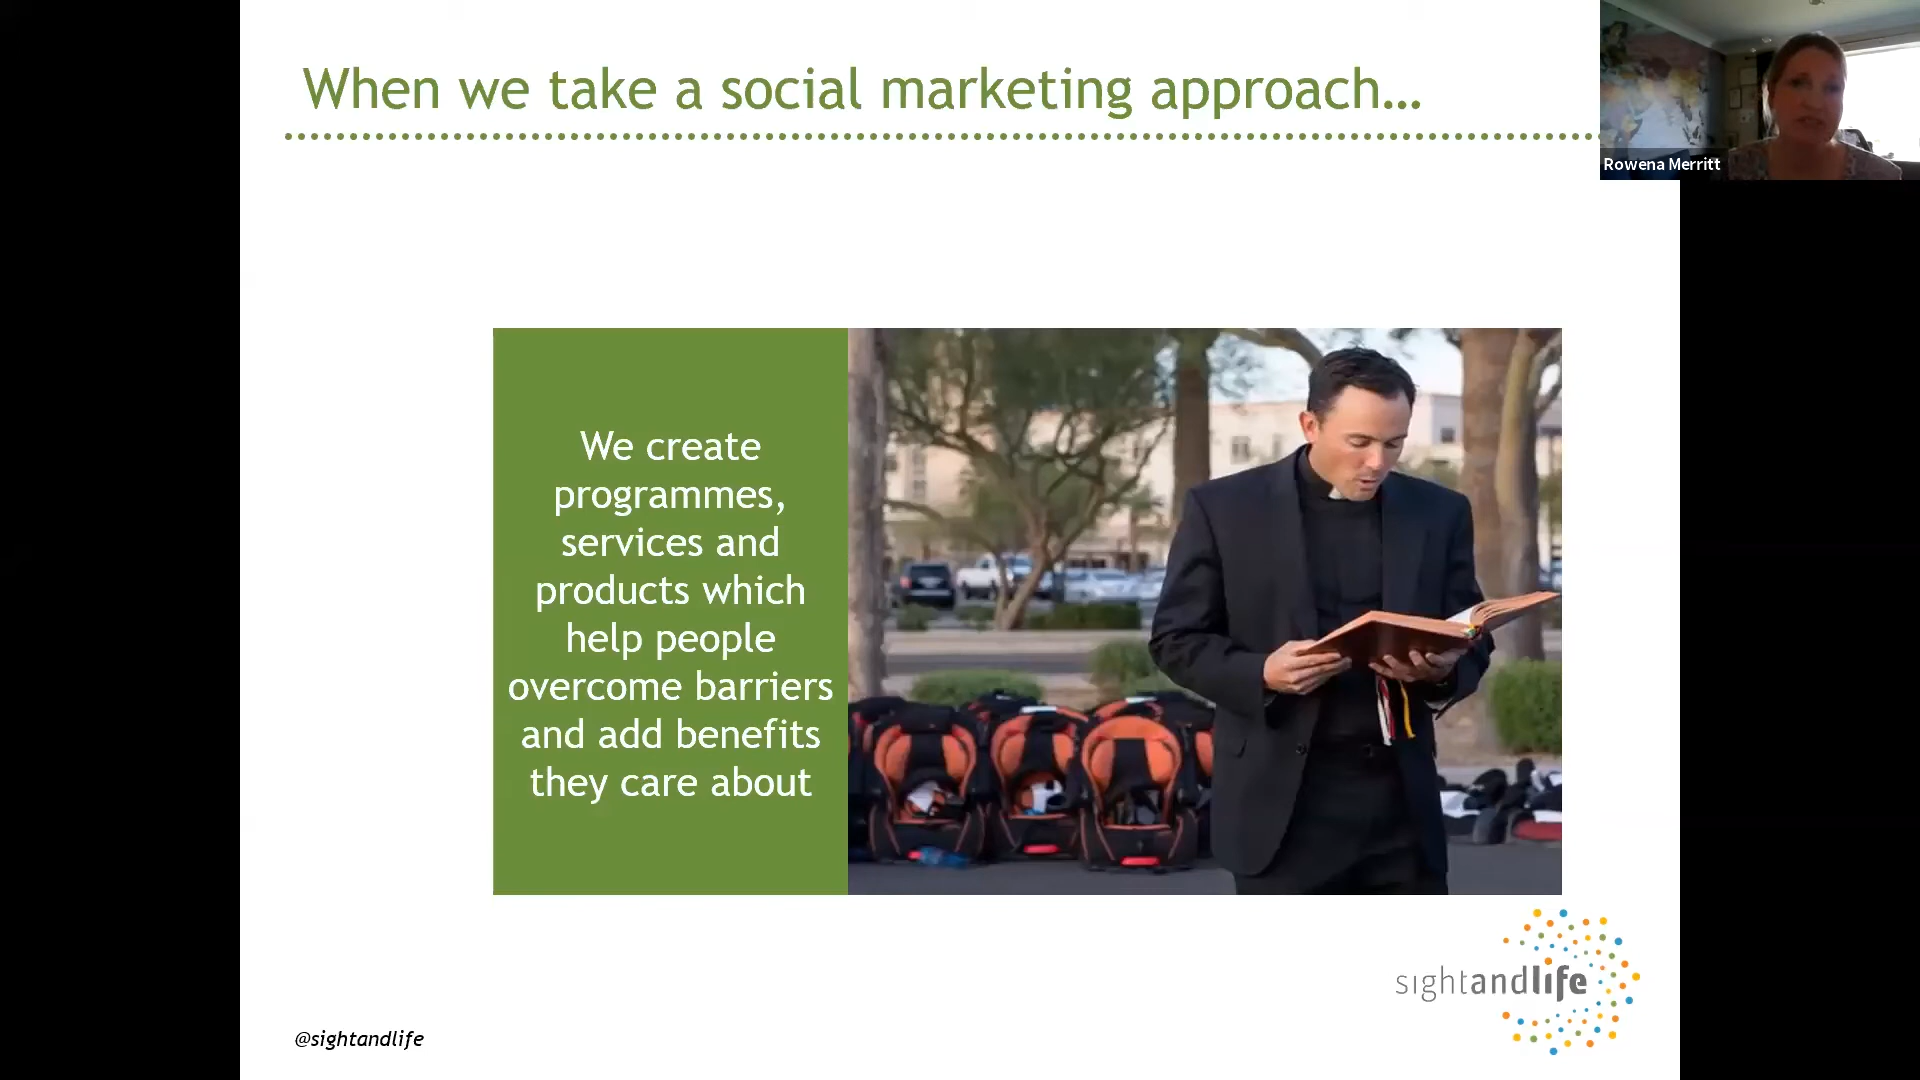 When we take a social marketing approach…
Rowena Merritt
We create
programmes,
services and
products which
help people
overcome barriers
and add benefits
they care about
sightandlife
@sightandlife